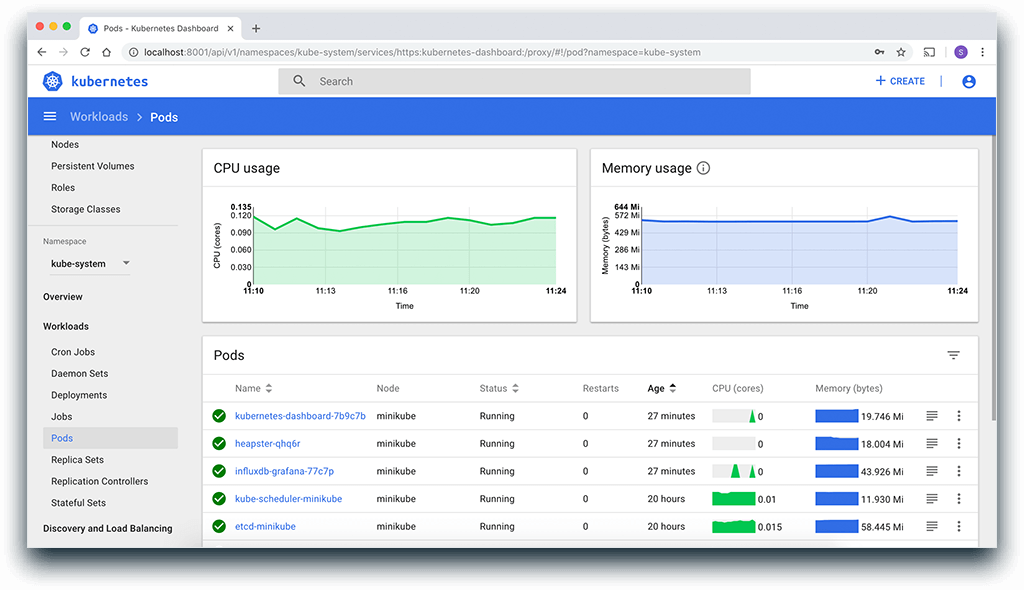 Pods - Kubernetes Dashboard
localhost:8001/api/v1/namespaces/kube-system/services/https:kubernetes-dashboard:/proxy/#!/pod?namespace=kube-system
S
kubernetes
Search
+ CREATE
Workloads > Pods
Nodes
Persistent Volumes
Roles
Storage Classes
Namespace
kube-system
Overview
Workloads
Cron Jobs
Daemon Sets
Deployments
Jobs
Pods
Replica Sets
Replication Controllers
Stateful Sets
Discovery and Load Balancing
CPU usage
CPU (cores)
0.135
0.120
0.090
0.060
0.030
0
11:10 11:13 11:16 11:20 11:24
Time
Memory usage
Memory (bytes)
644 Mi
572 Mi
429 Mi
286 Mi
143 Mi
0
11:10 11:13 11:16 11:20 11:24
Time
Pods
Name Node Status Restarts Age CPU (cores) Memory (bytes)
kubernetes-dashboard-7b9c7b minikube Running 0 27 minutes 0 19.746 Mi
heapster-qhq6r minikube Running 0 27 minutes 0 18.004 Mi
influxdb-grafana-77c7p minikube Running 0 27 minutes 0 43.926 Mi
kube-scheduler-minikube minikube Running 0 20 hours 0.01 11.930 Mi
etcd-minikube minikube Running 0 20 hours 0.015 58.445 Mi